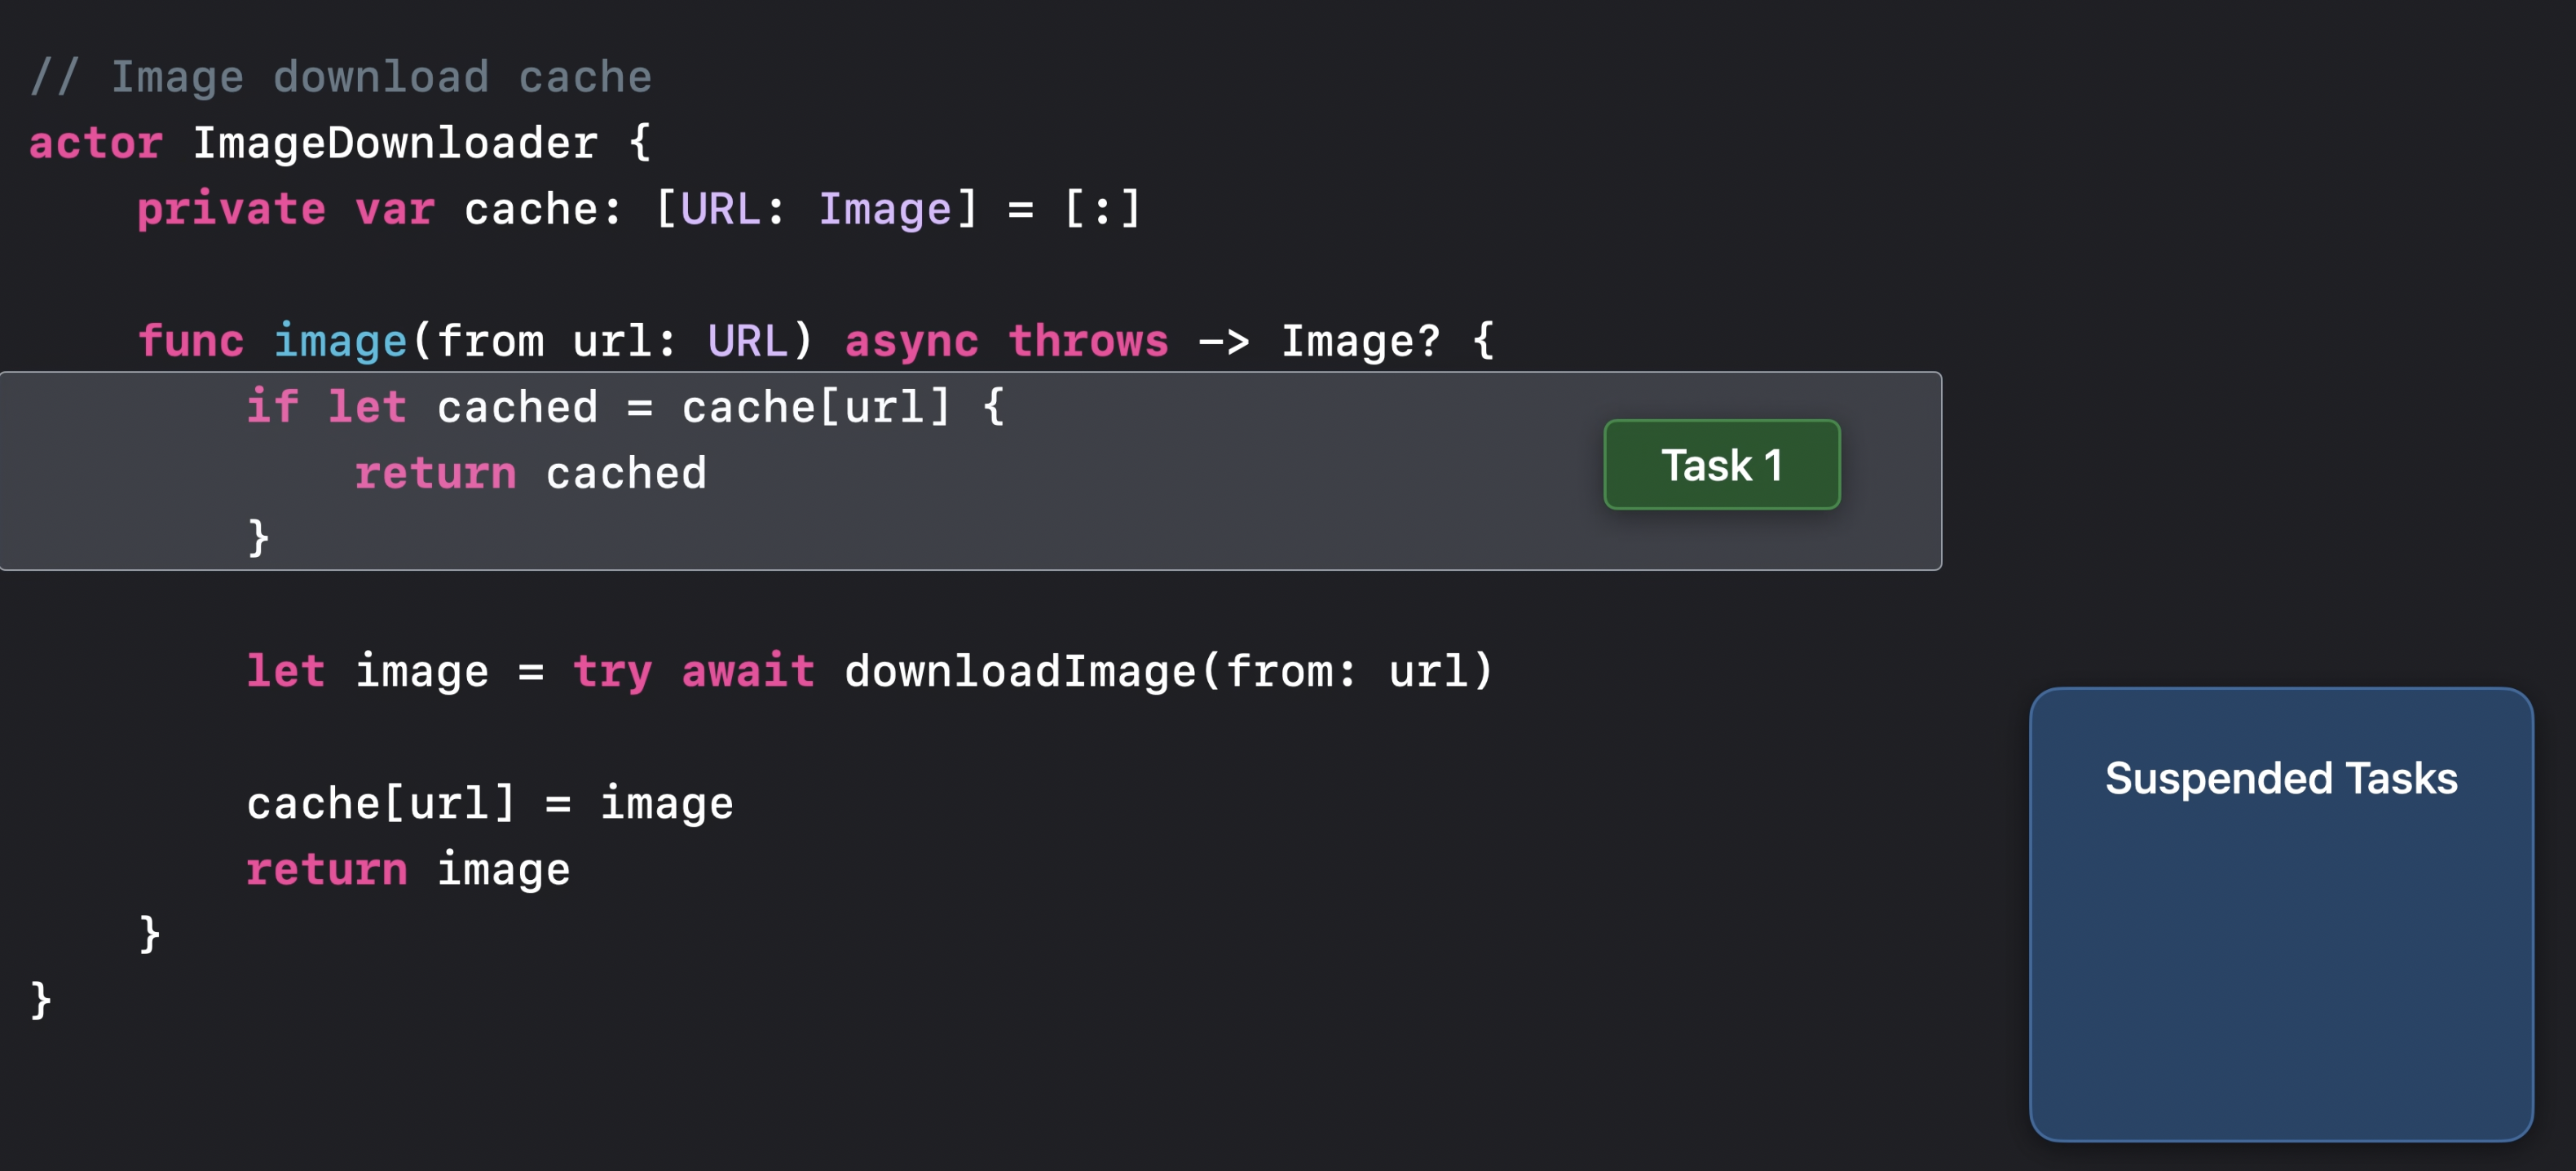 // Image download cache
actor ImageDownloader {
    private var cache: [URL: Image] = [:]
    func image(from url: URL) async throws -> Image? {
        if let cached = cache[url] {
            return cached
        }
Task 1
        let image = try await downloadImage(from: url)
        cache[url] = image
        return image
    }
}
Suspended Tasks